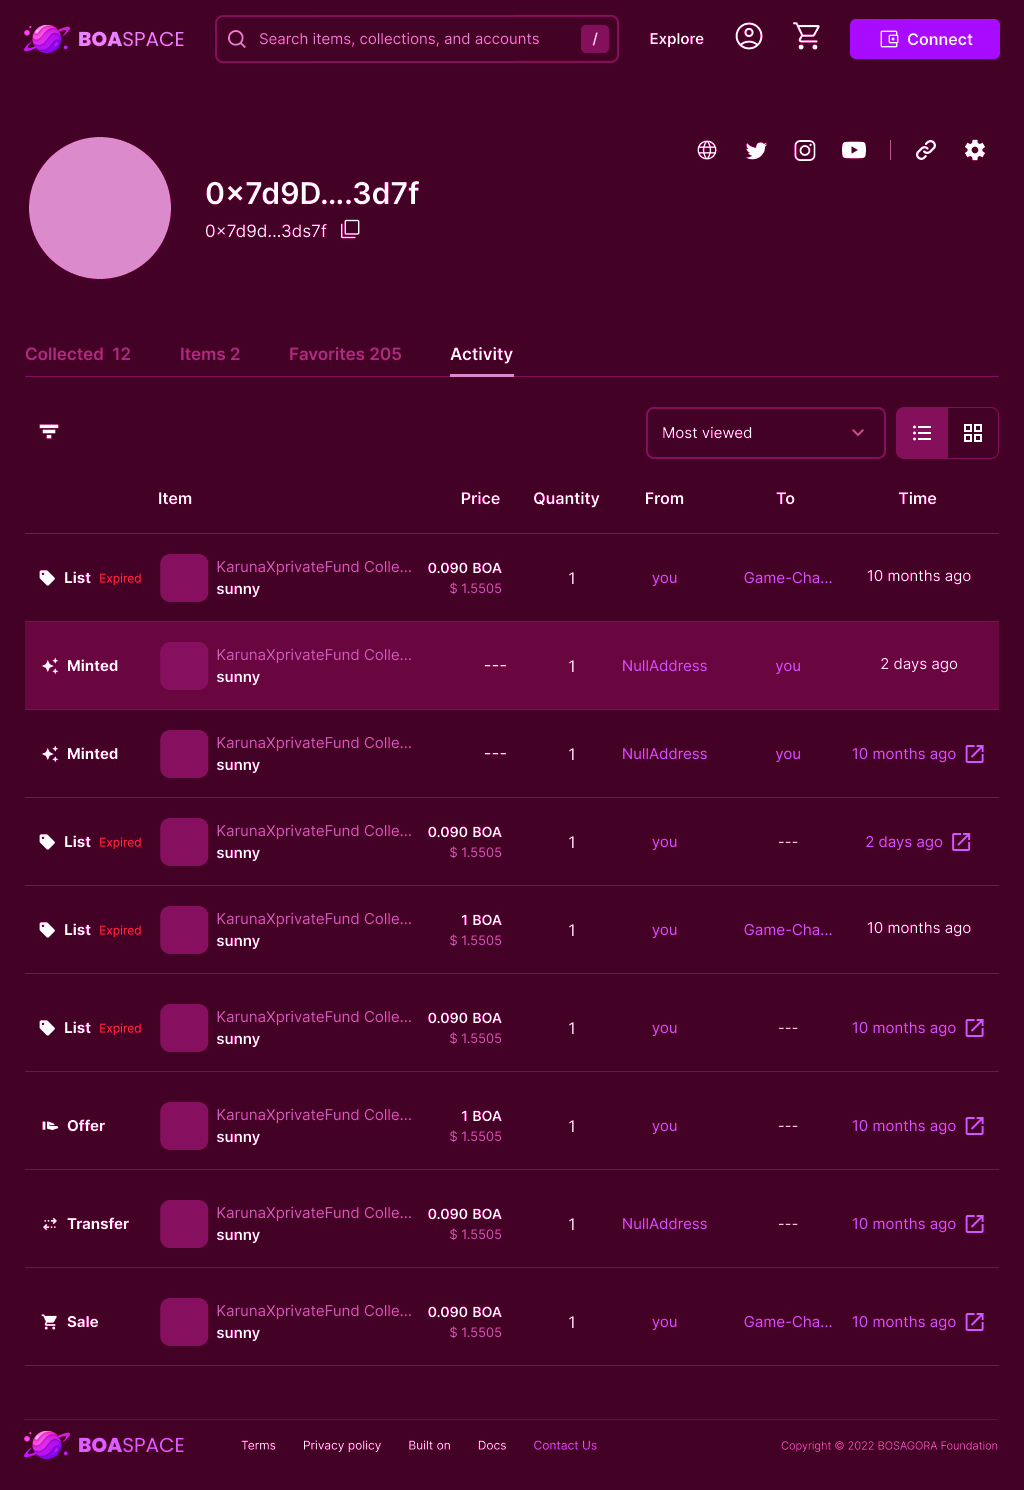 BOASPACE
Search items, collections, and accounts
/
Explore
Connect
0x7d9D....3d7f
0x7d9d...3ds7f
Collected 12
Items 2
Favorites 205
Activity
Most viewed
Item Price Quantity From To Time
List Expired KarunaXprivateFund Colle... 0.090 BOA 1 you Game-Cha... 10 months ago
sunny $ 1.5505
Minted KarunaXprivateFund Colle... --- 1 NullAddress you 2 days ago
sunny
Minted KarunaXprivateFund Colle... --- 1 NullAddress you 10 months ago
sunny
List Expired KarunaXprivateFund Colle... 0.090 BOA 1 you --- 2 days ago
sunny $ 1.5505
List Expired KarunaXprivateFund Colle... 1 BOA 1 you Game-Cha... 10 months ago
sunny $ 1.5505
List Expired KarunaXprivateFund Colle... 0.090 BOA 1 you --- 10 months ago
sunny $ 1.5505
Offer KarunaXprivateFund Colle... 1 BOA 1 you --- 10 months ago
sunny $ 1.5505
Transfer KarunaXprivateFund Colle... 0.090 BOA 1 NullAddress --- 10 months ago
sunny $ 1.5505
Sale KarunaXprivateFund Colle... 0.090 BOA 1 you Game-Cha... 10 months ago
sunny $ 1.5505
BOASPACE
Terms Privacy policy Built on Docs Contact Us
Copyright © 2022 BOSAGORA Foundation